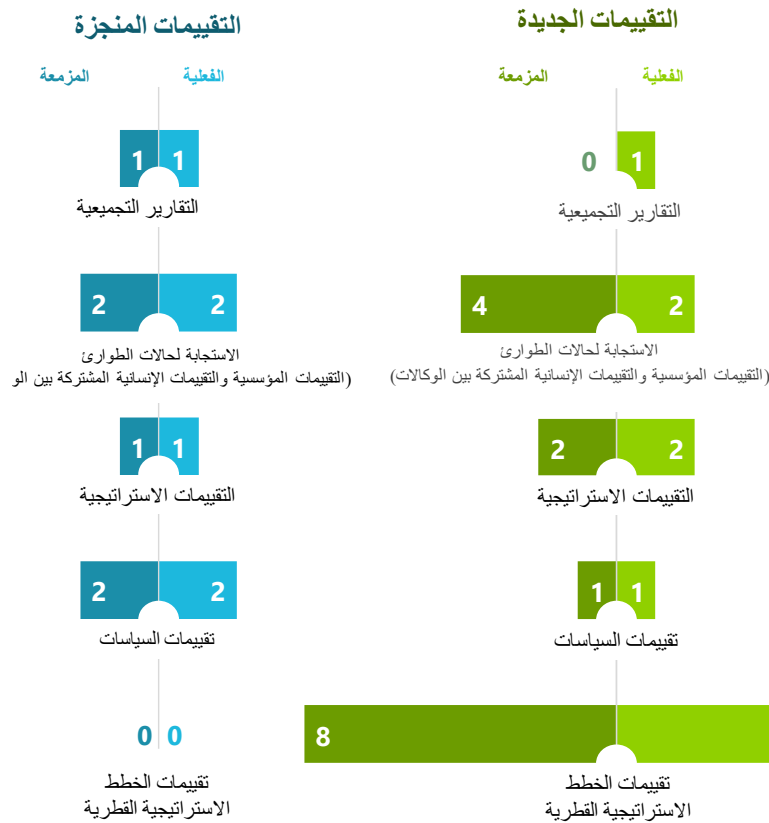 التقييمات الجديدة
الفعلية
المزمعة
1
0
التقارير التجميعية
2
4
الاستجابة لحالات الطوارئ
(التقييمات المؤسسية والتقييمات الإنسانية المشتركة بين الوكالات)
2
2
التقييمات الاستراتيجية
1
1
تقييمات السياسات
8
تقييمات الخطط
الاستراتيجية القطرية
التقييمات المنجزة
الفعلية
المزمعة
1
1
التقارير التجميعية
2
2
الاستجابة لحالات الطوارئ
(التقييمات المؤسسية والتقييمات الإنسانية المشتركة بين الو
1
1
التقييمات الاستراتيجية
2
2
تقييمات السياسات
0
0
تقييمات الخطط
الاستراتيجية القطرية